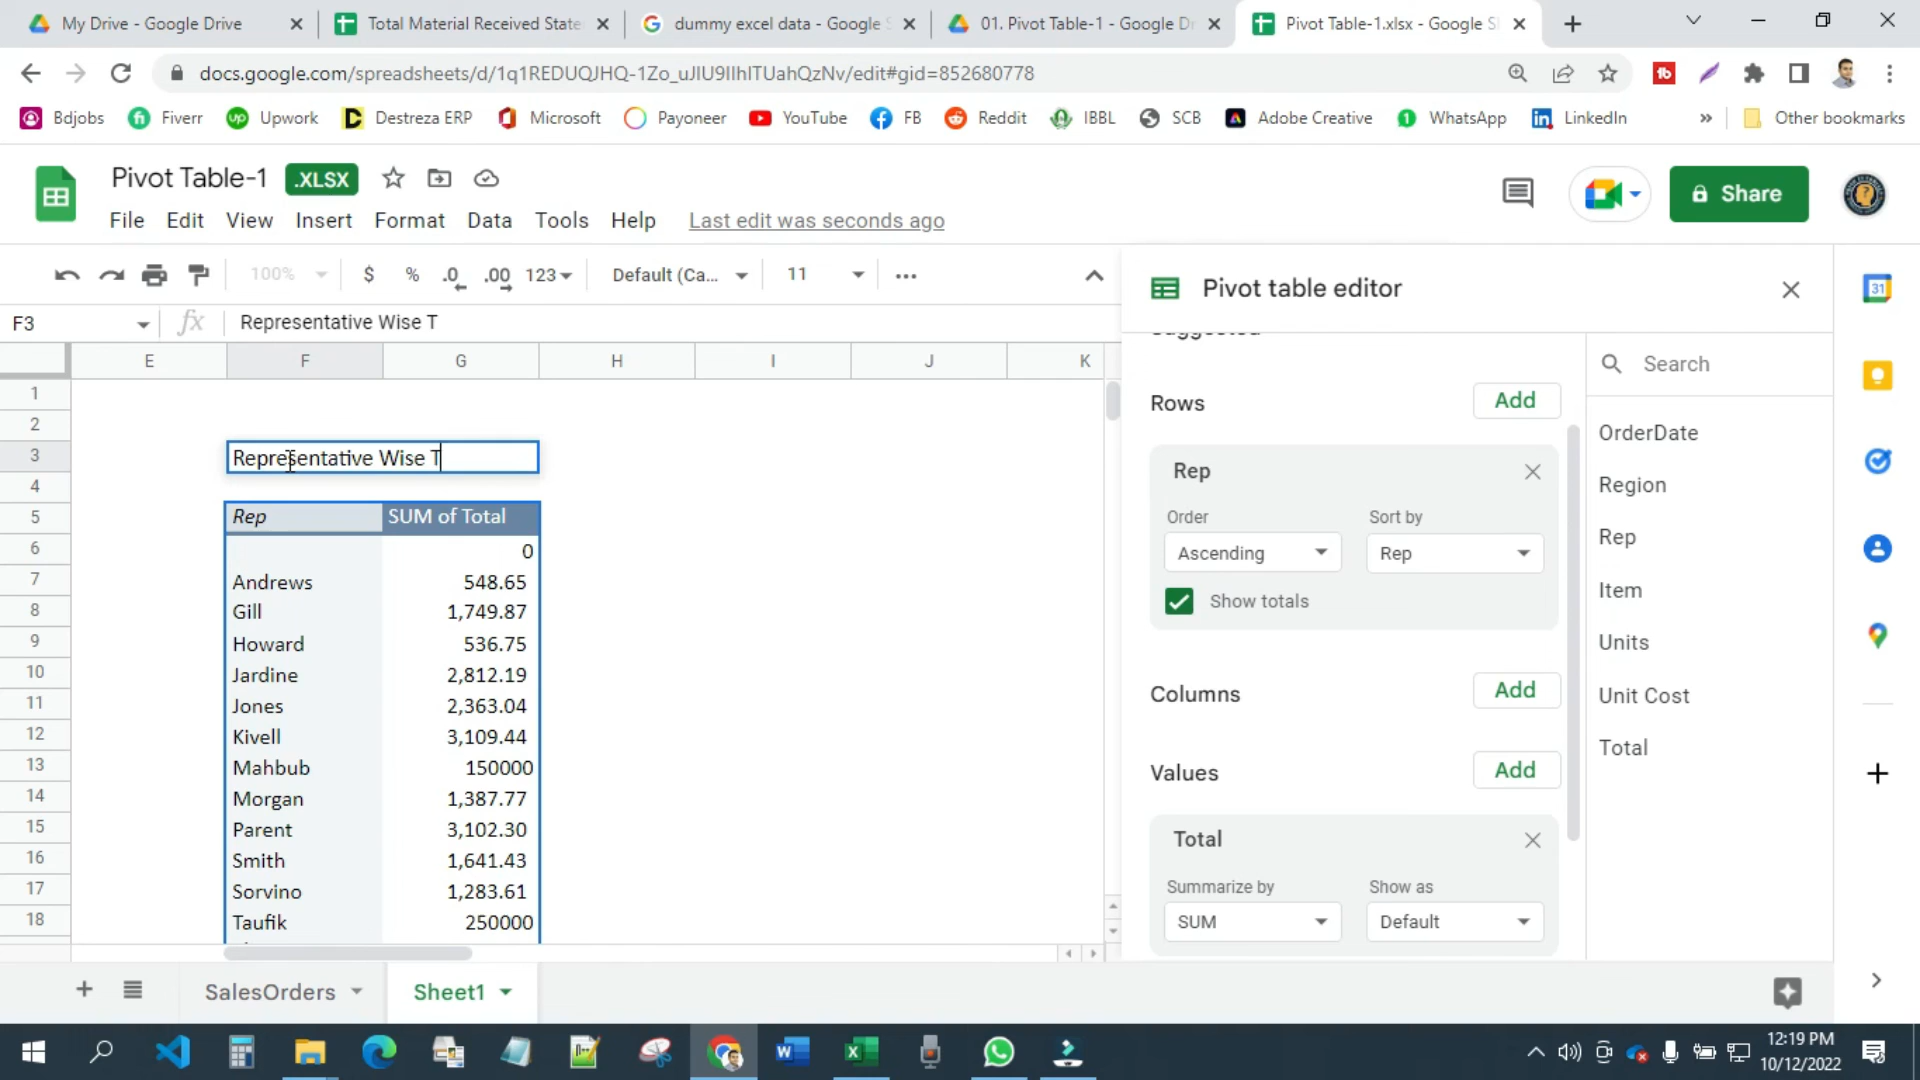 My Drive - Google Drive
Total Material Received State
dummy excel data - Google S
01. Pivot Table-1 - Google Dr
Pivot Table-1.xlsx - Google Sh
docs.google.com/spreadsheets/d/1q1REDUQJHQ-1Zo_uJIU9IIhITUahQzNv/edit#gid=852680778
Bdjobs
Fiverr
Upwork
Destreza ERP
Microsoft
Payoneer
YouTube
FB
Reddit
IBBL
SCB
Adobe Creative
WhatsApp
LinkedIn
»
Other bookmarks
Pivot Table-1
.XLSX
Share
File Edit View Insert Format Data Tools Help
Last edit was seconds ago
100%
$ % .0 .00 123
Default (Ca...
11
Pivot table editor
F3
fx
Representative Wise T
E F G H I J K
1
2
3 Representative Wise T
4
5 Rep SUM of Total
6 0
7 Andrews 548.65
8 Gill 1,749.87
9 Howard 536.75
10 Jardine 2,812.19
11 Jones 2,363.04
12 Kivell 3,109.44
13 Mahbub 150000
14 Morgan 1,387.77
15 Parent 3,102.30
16 Smith 1,641.43
17 Sorvino 1,283.61
18 Taufik 250000
Suggested
Rows
Add
Rep
Order
Sort by
Ascending
Rep
Show totals
Columns
Add
Values
Add
Total
Summarize by
Show as
SUM
Default
Search
OrderDate
Region
Rep
Item
Units
Unit Cost
Total
31
SalesOrders
Sheet1
12:19 PM
10/12/2022